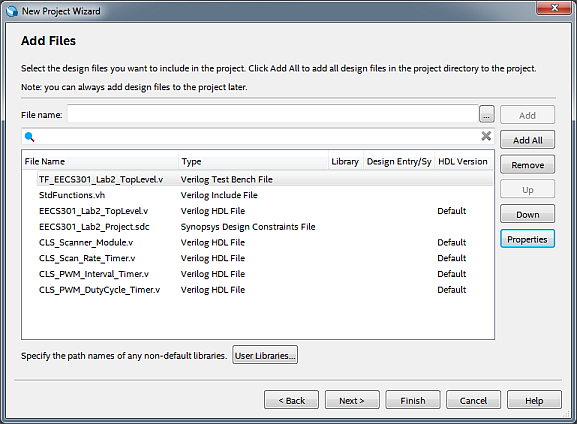 New Project Wizard
Add Files
Select the design files you want to include in the project. Click Add All to add all design files in the project directory to the project.
Note: you can always add design files to the project later.
File name: ... Add
Add All
File Name Type Library Design Entry/Sy HDL Version
Remove
TF_EECS301_Lab2_TopLevel.v Verilog Test Bench File
Up
StdFunctions.vh Verilog Include File
EECS301_Lab2_TopLevel.v Verilog HDL File Default
Down
EECS301_Lab2_Project.sdc Synopsys Design Constraints File
CLS_Scanner_Module.v Verilog HDL File Default
Properties
CLS_Scan_Rate_Timer.v Verilog HDL File Default
CLS_PWM_Interval_Timer.v Verilog HDL File Default
CLS_PWM_DutyCycle_Timer.v Verilog HDL File Default
Specify the path names of any non-default libraries. User Libraries...
< Back Next > Finish Cancel Help